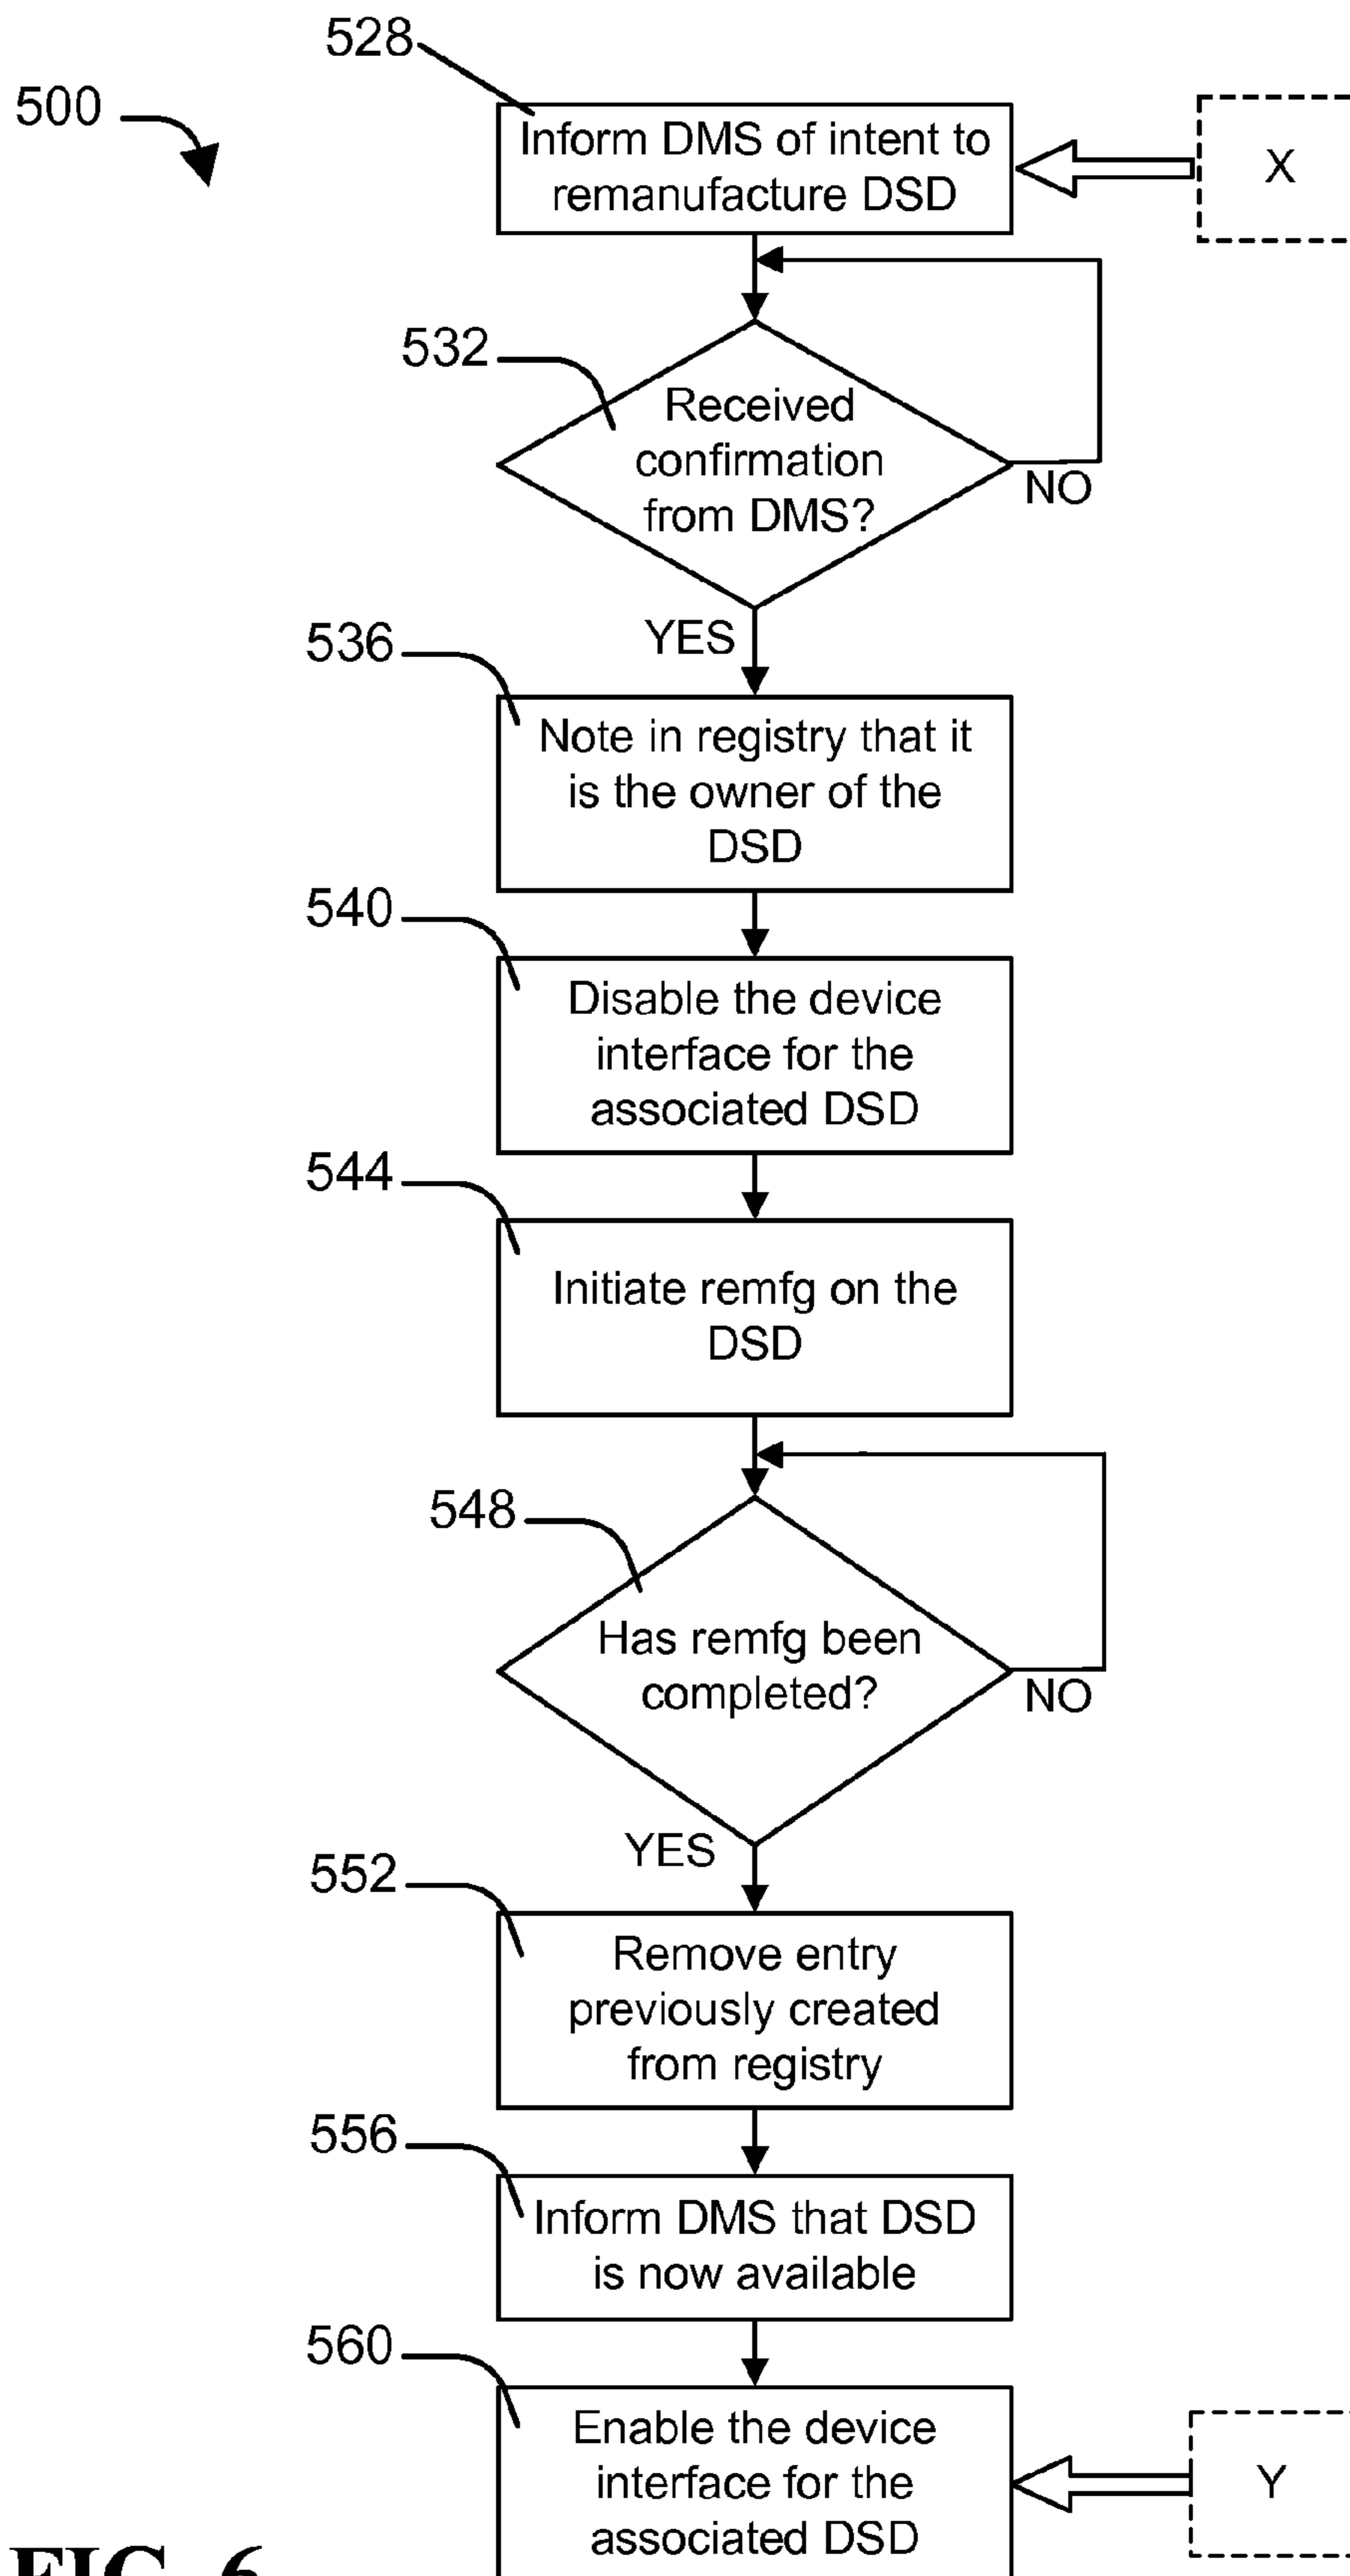 528
500
Inform DMS of intent to
remanufacture DSD
X
532
Received
confirmation
from DMS?
NO
YES
536
Note in registry that it
is the owner of the
DSD
540
Disable the device
interface for the
associated DSD
544
Initiate remfg on the
DSD
548
Has remfg been
completed?
NO
YES
552
Remove entry
previously created
from registry
556
Inform DMS that DSD
is now available
560
Enable the device
interface for the
associated DSD
Y
FIG. 6